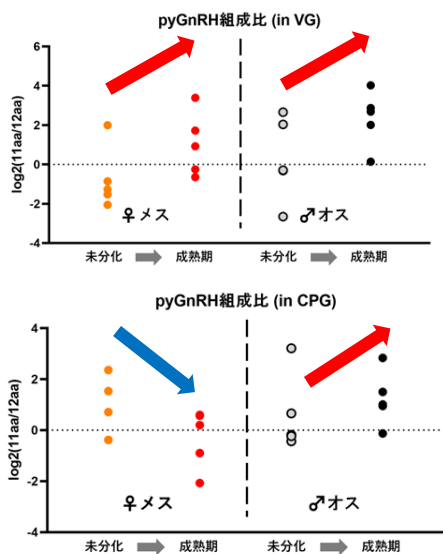 pyGnRH組成比 (in VG)
log2(11aa/12aa)
6
4
2
0
-2
-4
♀メス
♂オス
未分化
成熟期
未分化
成熟期
pyGnRH組成比 (in CPG)
log2(11aa/12aa)
4
2
0
-2
-4
♀メス
♂オス
未分化
成熟期
未分化
成熟期